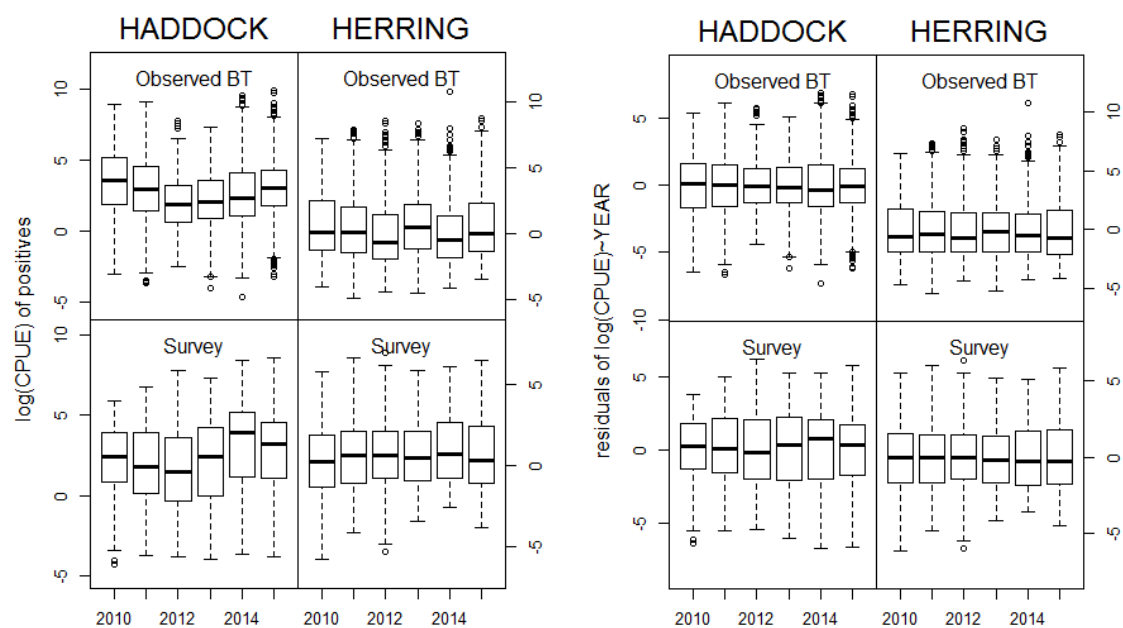 HADDOCK HERRING
Observed BT Observed BT
10
5
0
-5
10
5
0
-5
log(CPUE) of positives
Survey Survey
10
5
0
-5
5
0
-5
2010 2012 2014 2010 2012 2014
HADDOCK HERRING
Observed BT Observed BT
5
0
-5
-10
10
5
0
-5
residuals of log(CPUE)~YEAR
Survey Survey
5
0
-5
5
0
-5
2010 2012 2014 2010 2012 2014